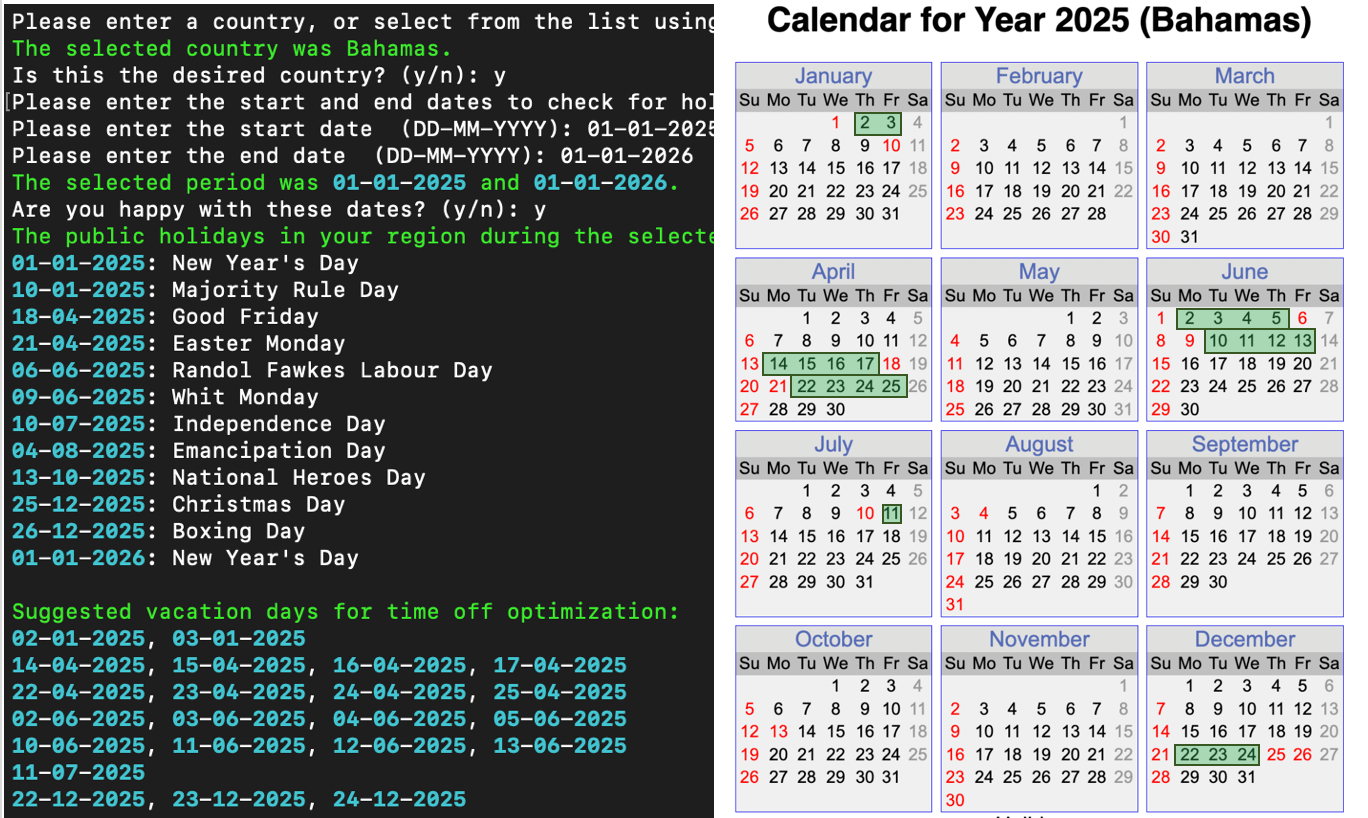 Please enter a country, or select from the list using
The selected country was Bahamas.
Is this the desired country? (y/n): y
[Please enter the start and end dates to check for hol
Please enter the start date  (DD-MM-YYYY): 01-01-2025
Please enter the end date  (DD-MM-YYYY): 01-01-2026
The selected period was 01-01-2025 and 01-01-2026.
Are you happy with these dates? (y/n): y
The public holidays in your region during the selecte
01-01-2025: New Year's Day
10-01-2025: Majority Rule Day
18-04-2025: Good Friday
21-04-2025: Easter Monday
06-06-2025: Randol Fawkes Labour Day
09-06-2025: Whit Monday
10-07-2025: Independence Day
04-08-2025: Emancipation Day
13-10-2025: National Heroes Day
25-12-2025: Christmas Day
26-12-2025: Boxing Day
01-01-2026: New Year's Day
Suggested vacation days for time off optimization:
02-01-2025, 03-01-2025
14-04-2025, 15-04-2025, 16-04-2025, 17-04-2025
22-04-2025, 23-04-2025, 24-04-2025, 25-04-2025
02-06-2025, 03-06-2025, 04-06-2025, 05-06-2025
10-06-2025, 11-06-2025, 12-06-2025, 13-06-2025
11-07-2025
22-12-2025, 23-12-2025, 24-12-2025
Calendar for Year 2025 (Bahamas)
January
Su Mo Tu We Th Fr Sa
1 2 3 4
5 6 7 8 9 10 11
12 13 14 15 16 17 18
19 20 21 22 23 24 25
26 27 28 29 30 31
February
Su Mo Tu We Th Fr Sa
1
2 3 4 5 6 7 8
9 10 11 12 13 14 15
16 17 18 19 20 21 22
23 24 25 26 27 28
March
Su Mo Tu We Th Fr Sa
1
2 3 4 5 6 7 8
9 10 11 12 13 14 15
16 17 18 19 20 21 22
23 24 25 26 27 28 29
30 31
April
Su Mo Tu We Th Fr Sa
1 2 3 4 5
6 7 8 9 10 11 12
13 14 15 16 17 18 19
20 21 22 23 24 25 26
27 28 29 30
May
Su Mo Tu We Th Fr Sa
1 2 3
4 5 6 7 8 9 10
11 12 13 14 15 16 17
18 19 20 21 22 23 24
25 26 27 28 29 30 31
June
Su Mo Tu We Th Fr Sa
1 2 3 4 5 6 7
8 9 10 11 12 13 14
15 16 17 18 19 20 21
22 23 24 25 26 27 28
29 30
July
Su Mo Tu We Th Fr Sa
1 2 3 4 5
6 7 8 9 10 11 12
13 14 15 16 17 18 19
20 21 22 23 24 25 26
27 28 29 30 31
August
Su Mo Tu We Th Fr Sa
1 2
3 4 5 6 7 8 9
10 11 12 13 14 15 16
17 18 19 20 21 22 23
24 25 26 27 28 29 30
31
September
Su Mo Tu We Th Fr Sa
1 2 3 4 5 6
7 8 9 10 11 12 13
14 15 16 17 18 19 20
21 22 23 24 25 26 27
28 29 30
October
Su Mo Tu We Th Fr Sa
1 2 3 4
5 6 7 8 9 10 11
12 13 14 15 16 17 18
19 20 21 22 23 24 25
26 27 28 29 30 31
November
Su Mo Tu We Th Fr Sa
1
2 3 4 5 6 7 8
9 10 11 12 13 14 15
16 17 18 19 20 21 22
23 24 25 26 27 28 29
30
December
Su Mo Tu We Th Fr Sa
1 2 3 4 5 6
7 8 9 10 11 12 13
14 15 16 17 18 19 20
21 22 23 24 25 26 27
28 29 30 31